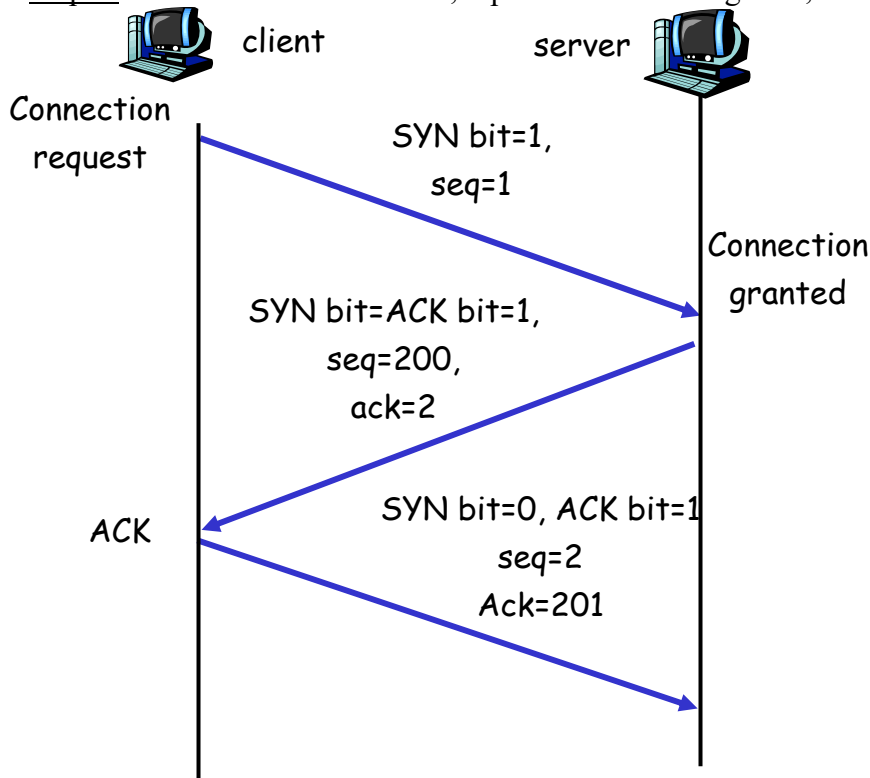 client
server
Connection
request
SYN bit=1,
seq=1
Connection
granted
SYN bit=ACK bit=1,
seq=200,
ack=2
ACK
SYN bit=0, ACK bit=1
seq=2
Ack=201